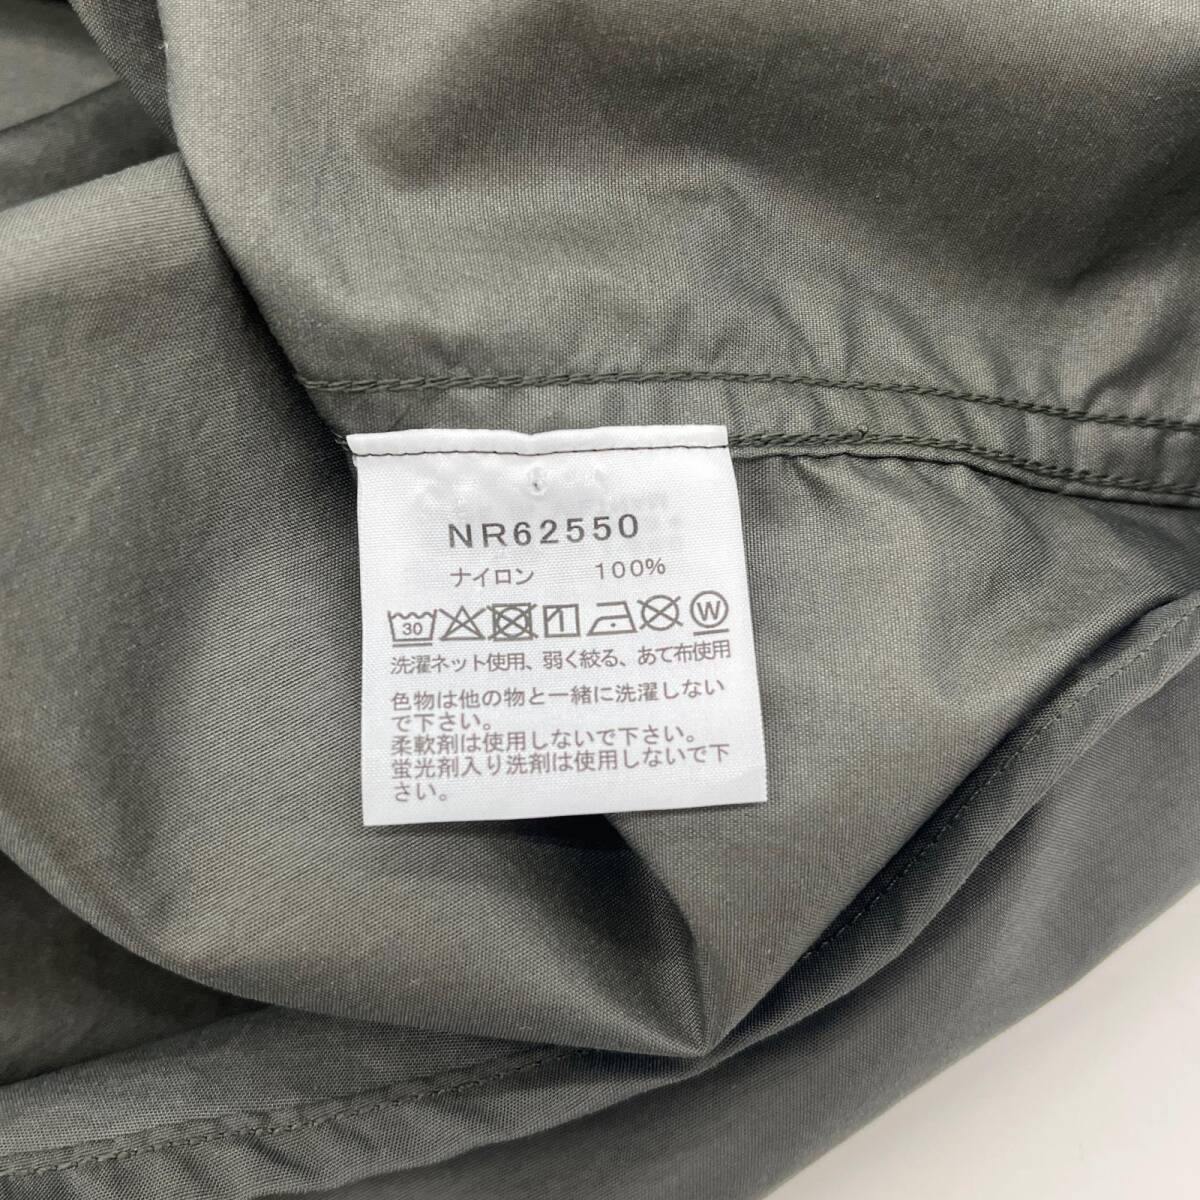 NR62550
ナイロン 100%
30 W
洗濯ネット使用、弱く絞る、あて布使用
色物は他の物と一緒に洗濯しない
で下さい。
柔軟剤は使用しないで下さい。
蛍光剤入り洗剤は使用しないで下
さい。